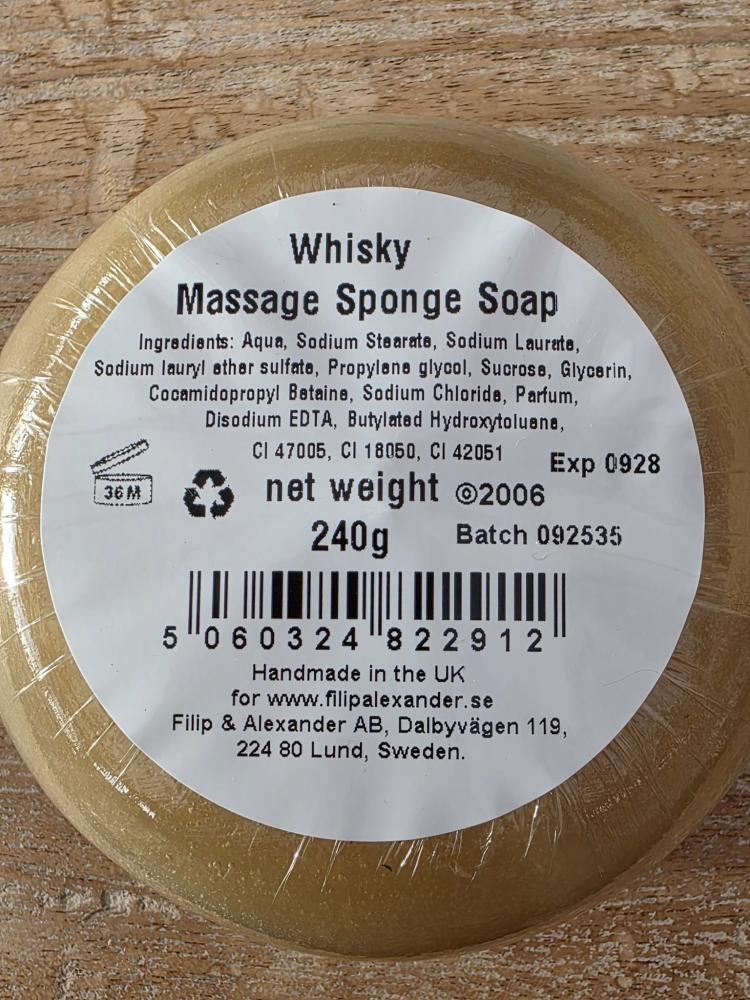 Whisky
Massage Sponge Soap
Ingredients: Aqua, Sodium Stearate, Sodium Laurate,
Sodium lauryl ether sulfate, Propylene glycol, Sucrose, Glycerin,
Cocamidopropyl Betaine, Sodium Chloride, Parfum,
Disodium EDTA, Butylated Hydroxytoluene,
CI 47005, CI 18050, CI 42051
Exp 0928
36M
net weight ©2006
240g
Batch 092535
5 060324 822912
Handmade in the UK
for www.filipalexander.se
Filip & Alexander AB, Dalbyvägen 119,
224 80 Lund, Sweden.